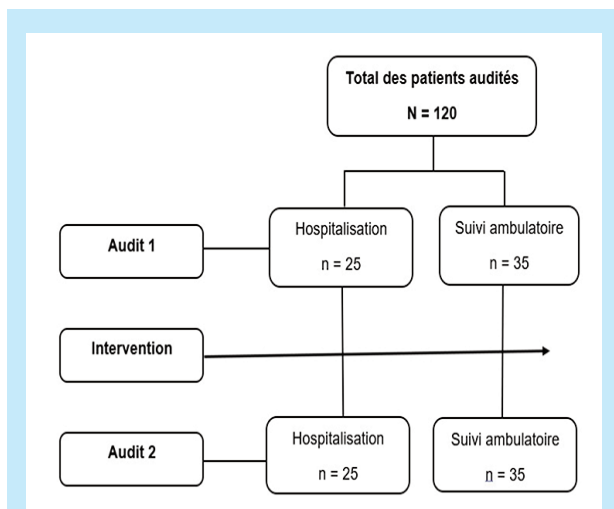 Total des patients audités
N = 120
Audit 1
Hospitalisation
n = 25
Suivi ambulatoire
n = 35
Intervention
Audit 2
Hospitalisation
n = 25
Suivi ambulatoire
n = 35